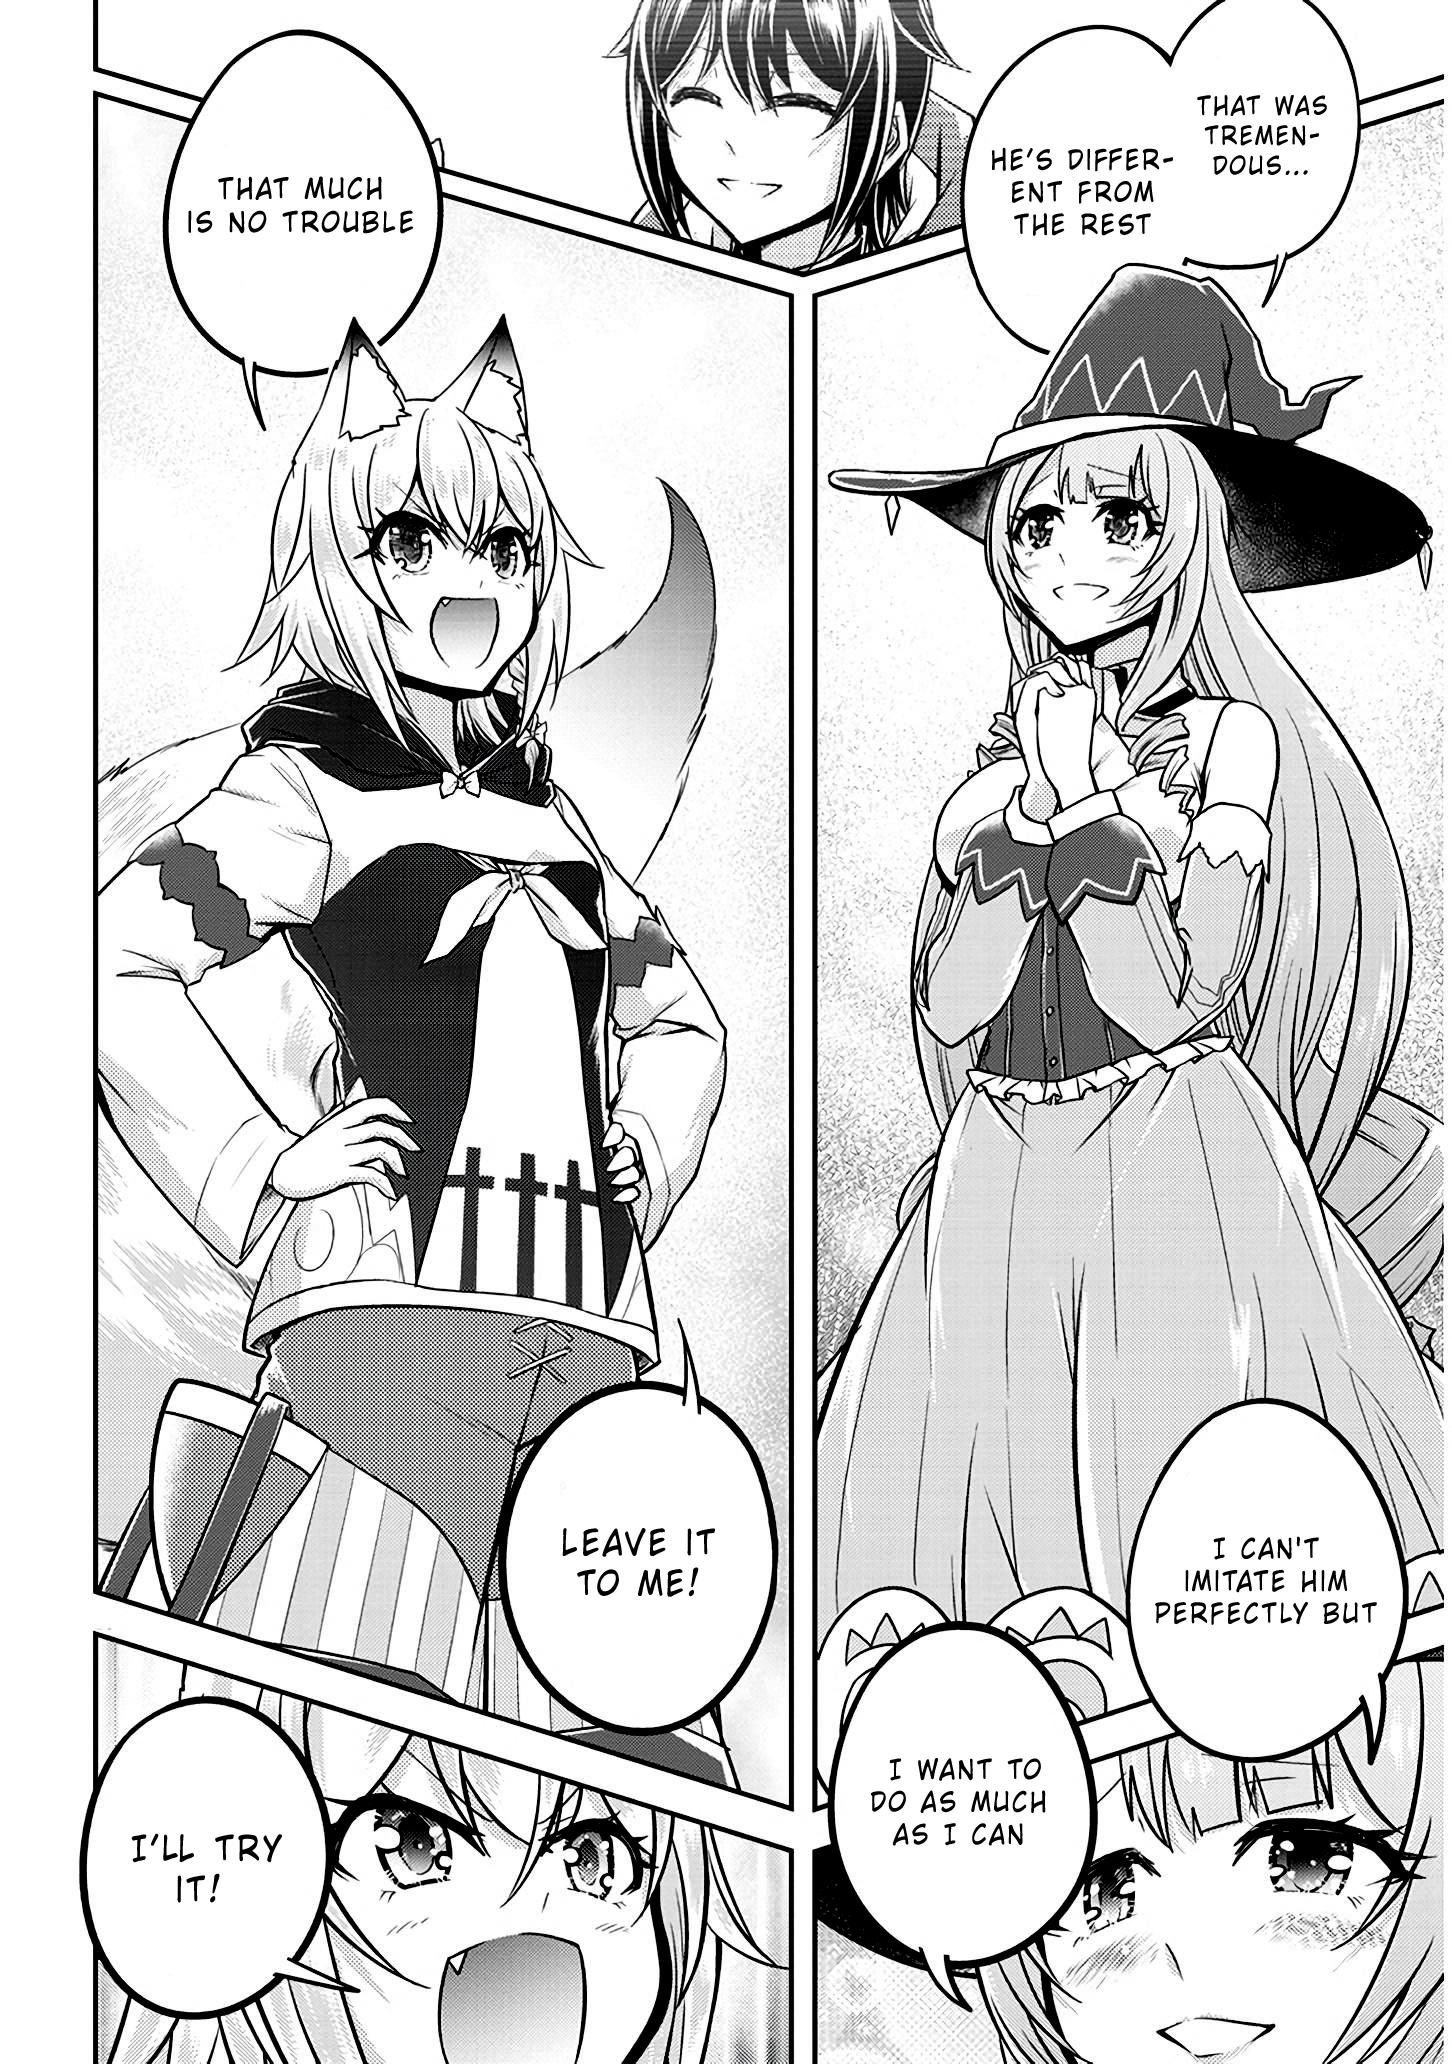 THAT WAS
TREMEN-
DOUS...
HE'S DIFFER-
ENT FROM
THE REST
I CAN'T
IMITATE HIM
PERFECTLY BUT
I WANT TO
DO AS MUCH
AS I CAN
THAT MUCH
IS NO TROUBLE
LEAVE IT
TO ME!
I'LL TRY
IT!